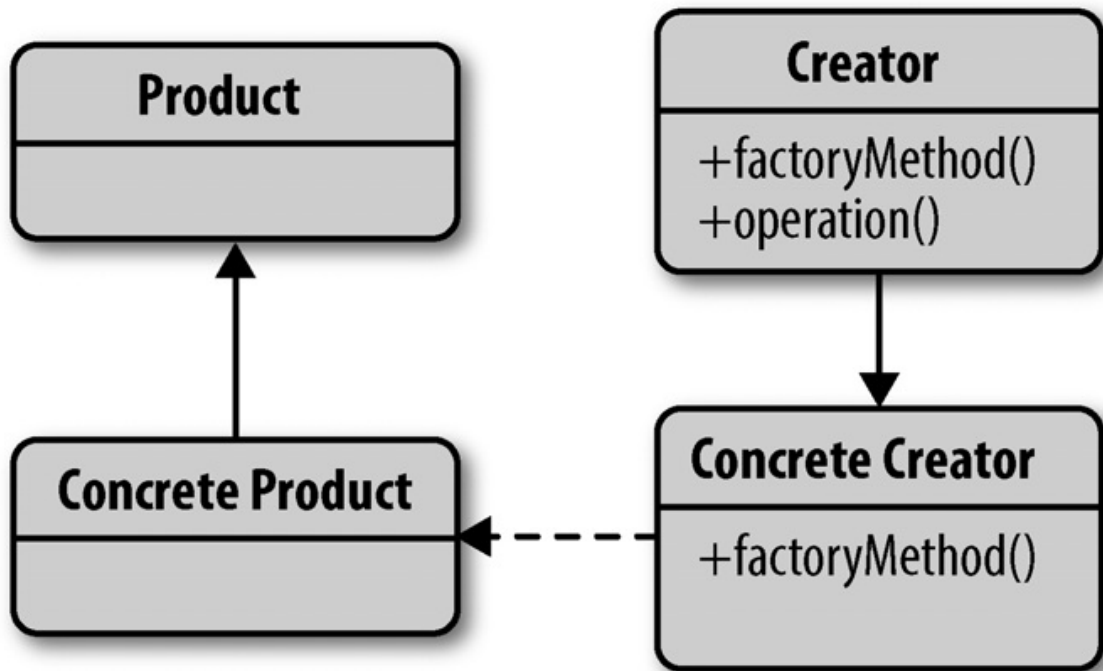 Product
Creator
+factoryMethod()
+operation()
Concrete Product
Concrete Creator
+factoryMethod()